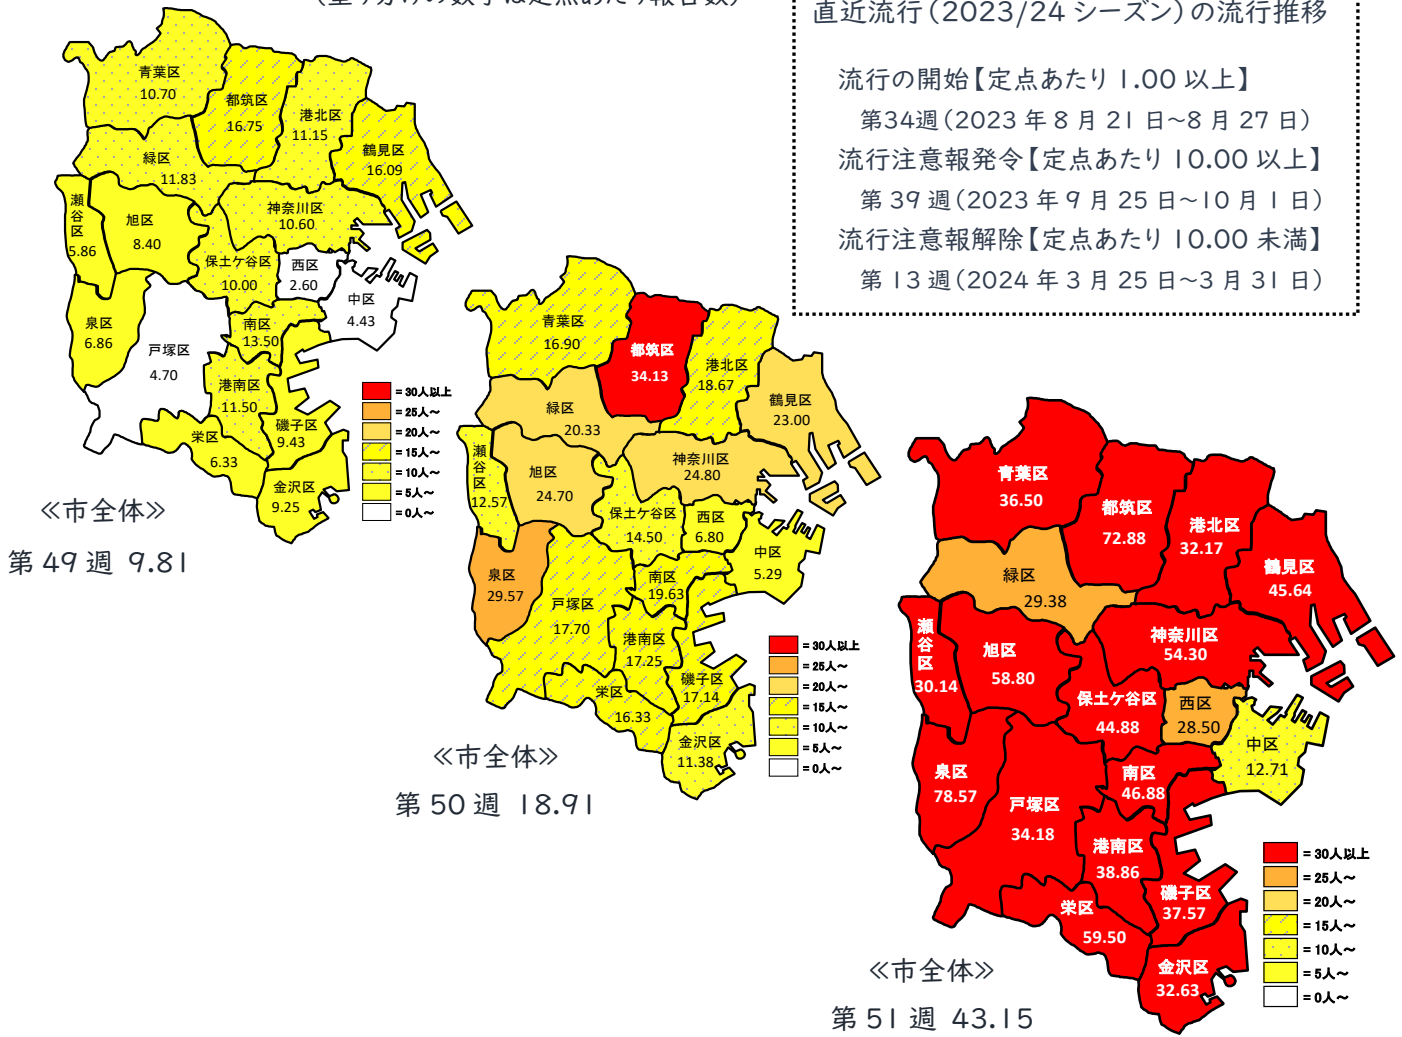 (塗り分けの数字は定点あたり報告数)
直近流行(2023/24 シーズン)の流行推移
流行の開始【定点あたり 1.00 以上】
第34週(2023 年 8 月 21 日~8 月 27 日)
流行注意報発令【定点あたり 10.00 以上】
第 39 週(2023 年 9 月 25 日~10 月 1 日)
流行注意報解除【定点あたり 10.00 未満】
第 13 週(2024 年 3 月 25 日~3 月 31 日)
青葉区
10.70
都筑区
16.75
港北区
11.15
鶴見区
16.09
緑区
11.83
瀬谷区
5.86
旭区
8.40
神奈川区
10.60
保土ケ谷区
10.00
西区
2.60
中区
4.43
泉区
6.86
戸塚区
4.70
南区
13.50
港南区
11.50
磯子区
9.43
栄区
6.33
金沢区
9.25
= 30人以上
= 25人~
= 20人~
= 15人~
= 10人~
= 5人~
= 0人~
≪市全体≫
第 49 週 9.81
青葉区
16.90
都筑区
34.13
港北区
18.67
鶴見区
23.00
緑区
20.33
瀬谷区
12.57
旭区
24.70
神奈川区
24.80
保土ケ谷区
14.50
西区
6.80
中区
5.29
泉区
29.57
戸塚区
17.70
南区
19.63
港南区
17.25
磯子区
17.14
栄区
16.33
金沢区
11.38
= 30人以上
= 25人~
= 20人~
= 15人~
= 10人~
= 5人~
= 0人~
≪市全体≫
第 50 週 18.91
青葉区
36.50
都筑区
72.88
港北区
32.17
鶴見区
45.64
緑区
29.38
瀬谷区
30.14
旭区
58.80
神奈川区
54.30
保土ケ谷区
44.88
西区
28.50
中区
12.71
泉区
78.57
戸塚区
34.18
南区
46.88
港南区
38.86
磯子区
37.57
栄区
59.50
金沢区
32.63
= 30人以上
= 25人~
= 20人~
= 15人~
= 10人~
= 5人~
= 0人~
≪市全体≫
第 51 週 43.15